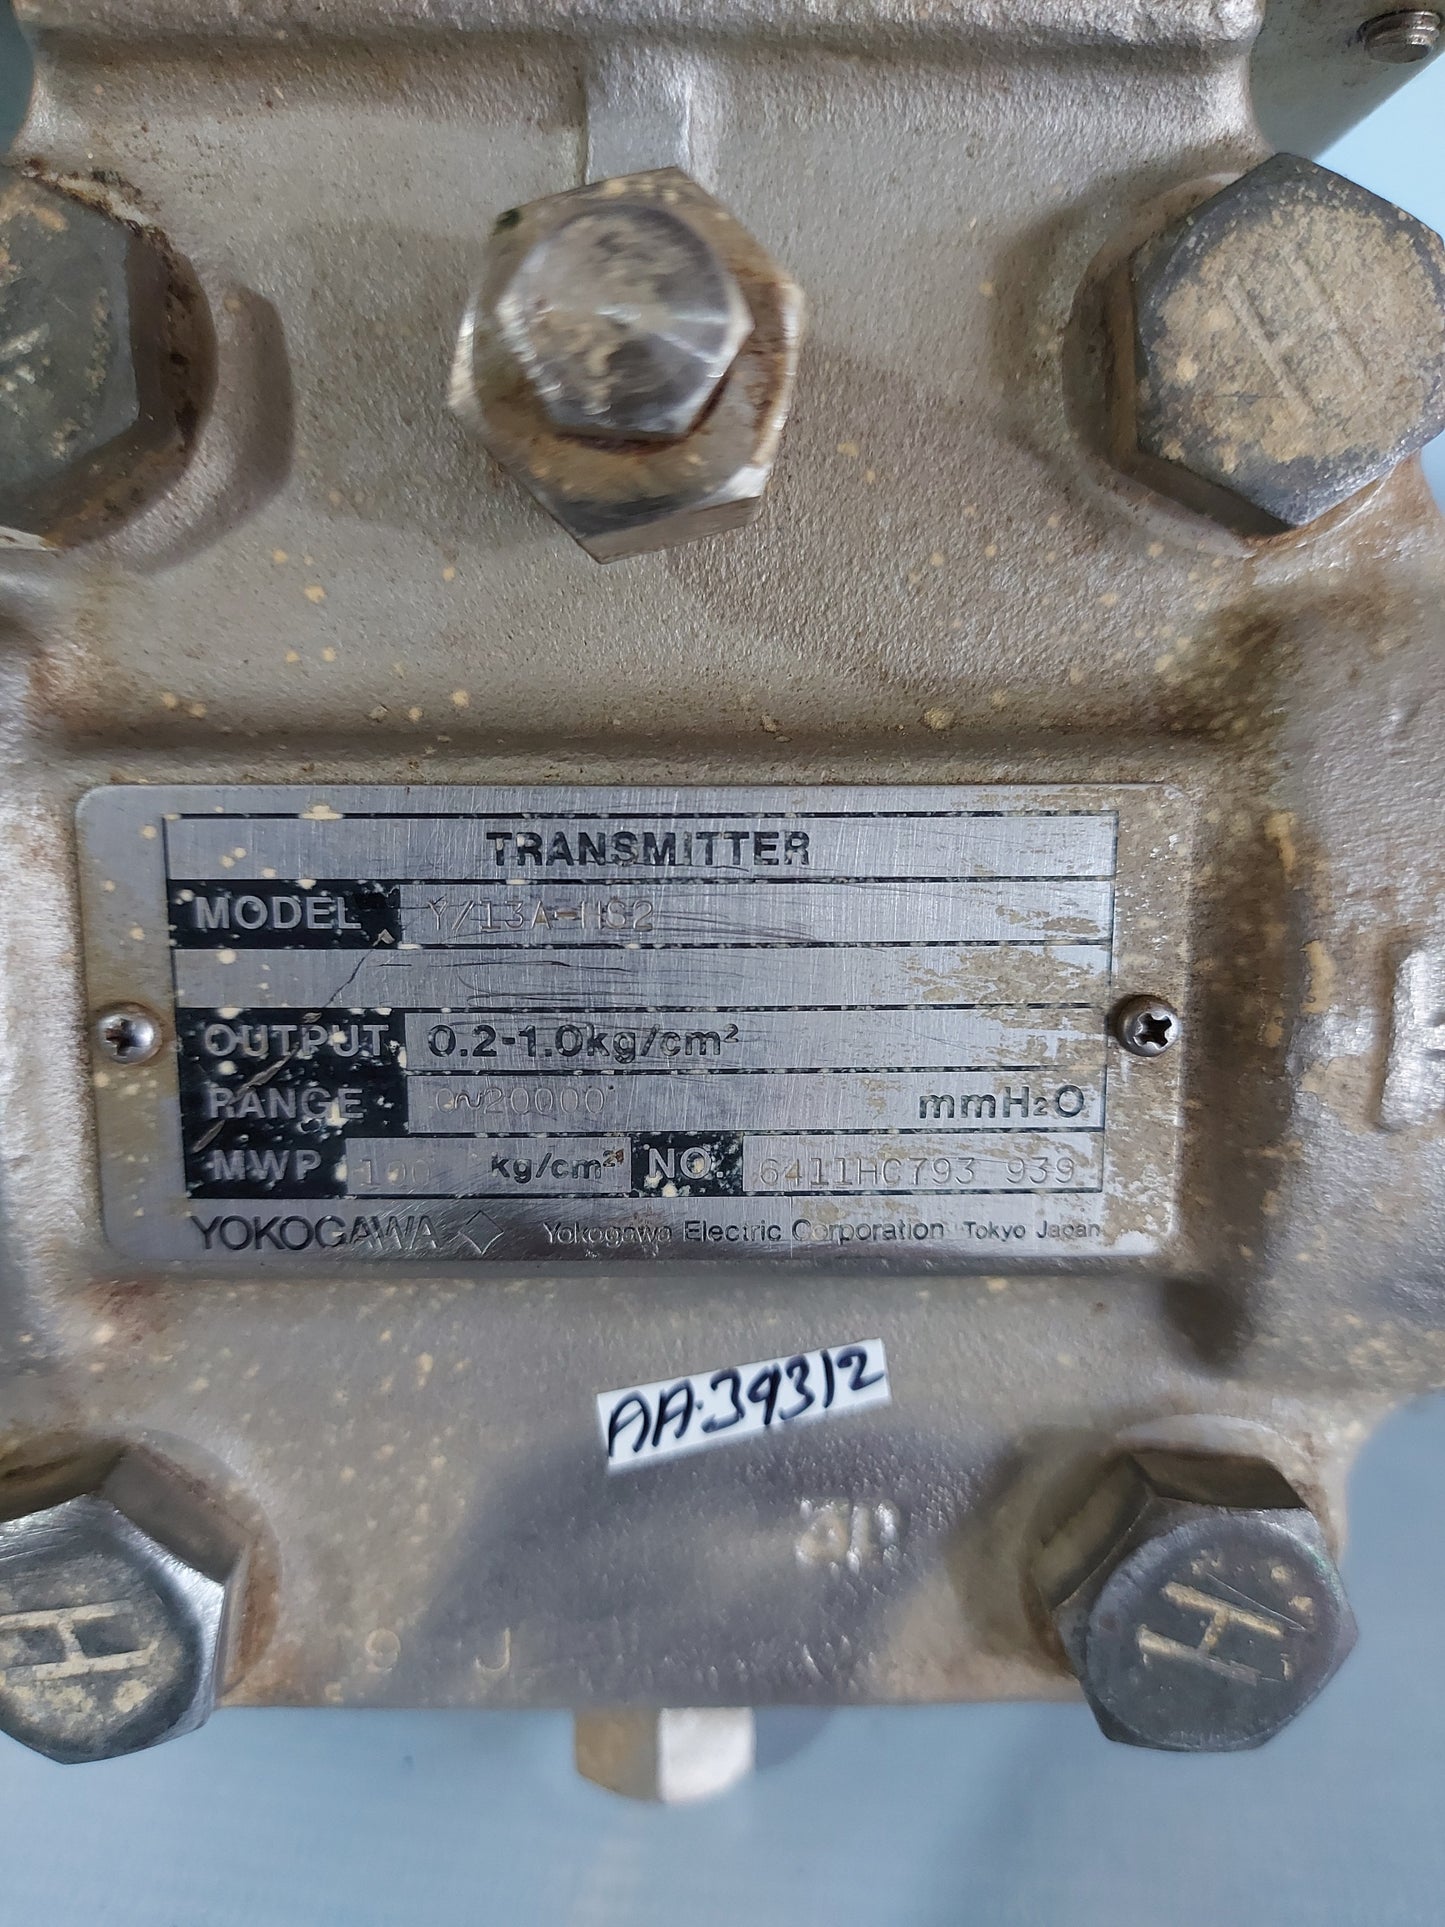 H
TRANSMITTER
MODEL Y/13A-HS2
OUTPUT 0.2-1.0kg/cm²
RANGE 0~20000 mmH₂O
MWP 100 kg/cm² NO. 6411HC793 939
YOKOGAWA Yokogawa Electric Corporation Tokyo Japan
AA:39312
H
H
9 J